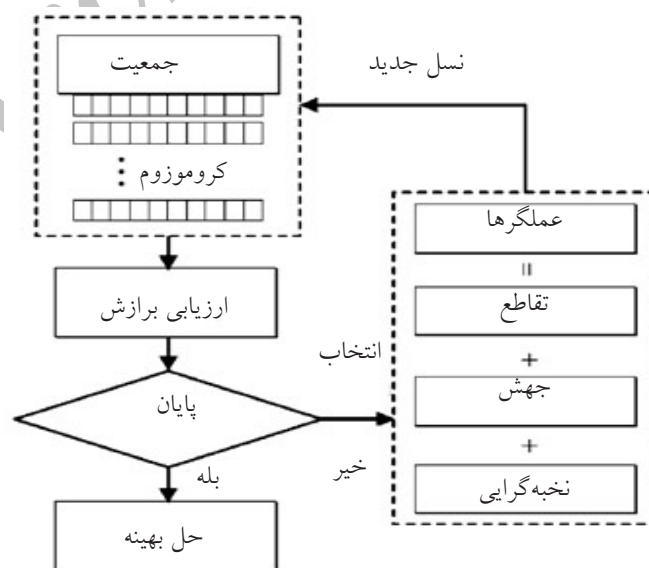 جمعیت
نسل جدید
کروموزوم
عملگرها
=
تقاطع
+
جهش
+
نخبه‌گرایی
ارزیابی برازش
انتخاب
پایان
خیر
بله
حل بهینه